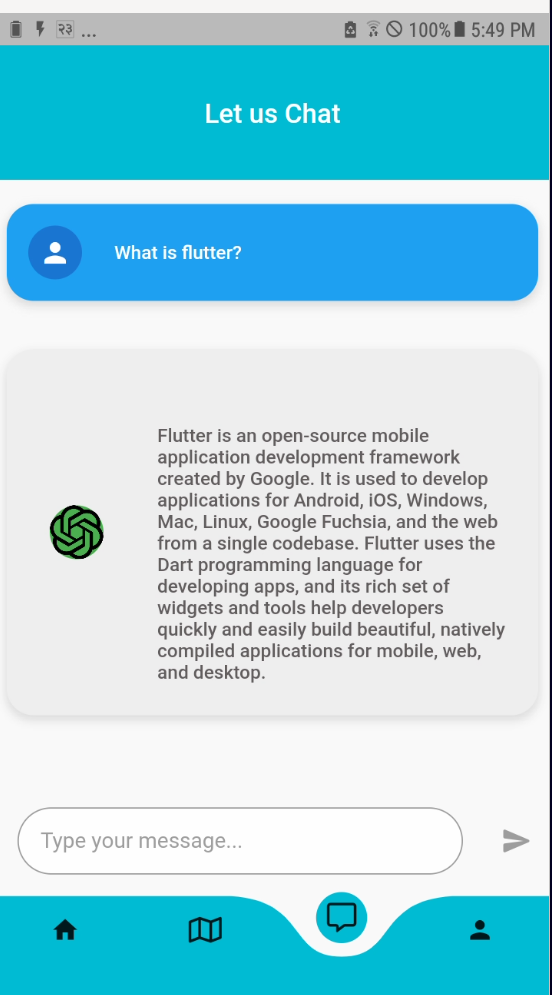 २३ ... 100% 5:49 PM
Let us Chat
What is flutter?
Flutter is an open-source mobile
application development framework
created by Google. It is used to develop
applications for Android, iOS, Windows,
Mac, Linux, Google Fuchsia, and the web
from a single codebase. Flutter uses the
Dart programming language for
developing apps, and its rich set of
widgets and tools help developers
quickly and easily build beautiful, natively
compiled applications for mobile, web,
and desktop.
Type your message...